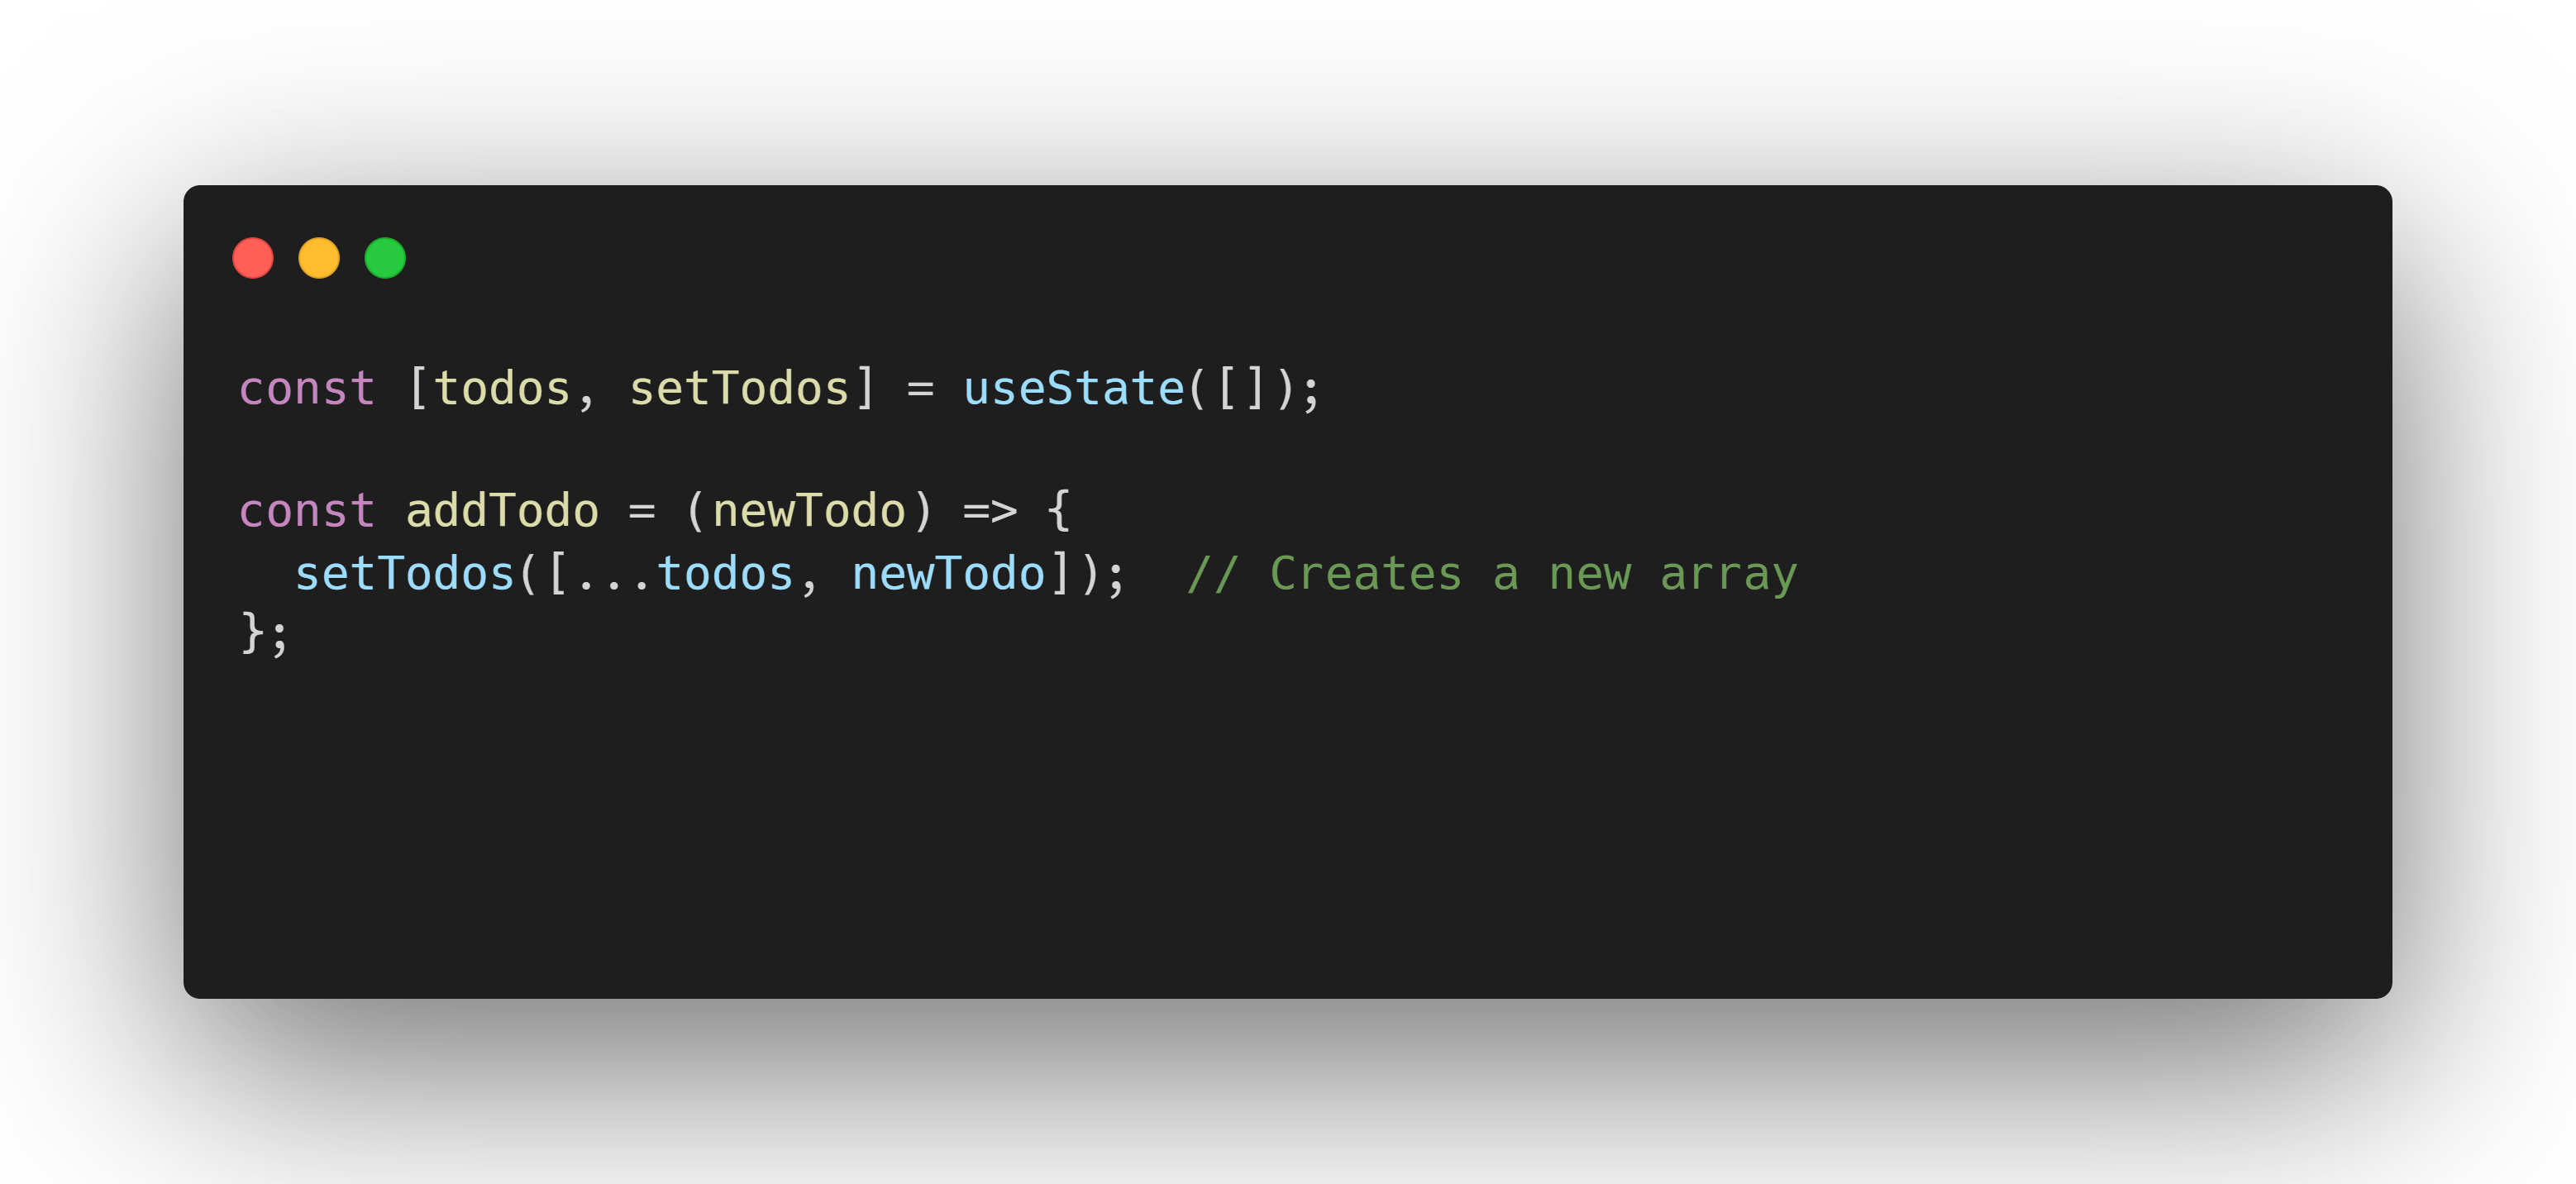 const [todos, setTodos] = useState([]);

const addTodo = (newTodo) => {
  setTodos([...todos, newTodo]);  // Creates a new array
};